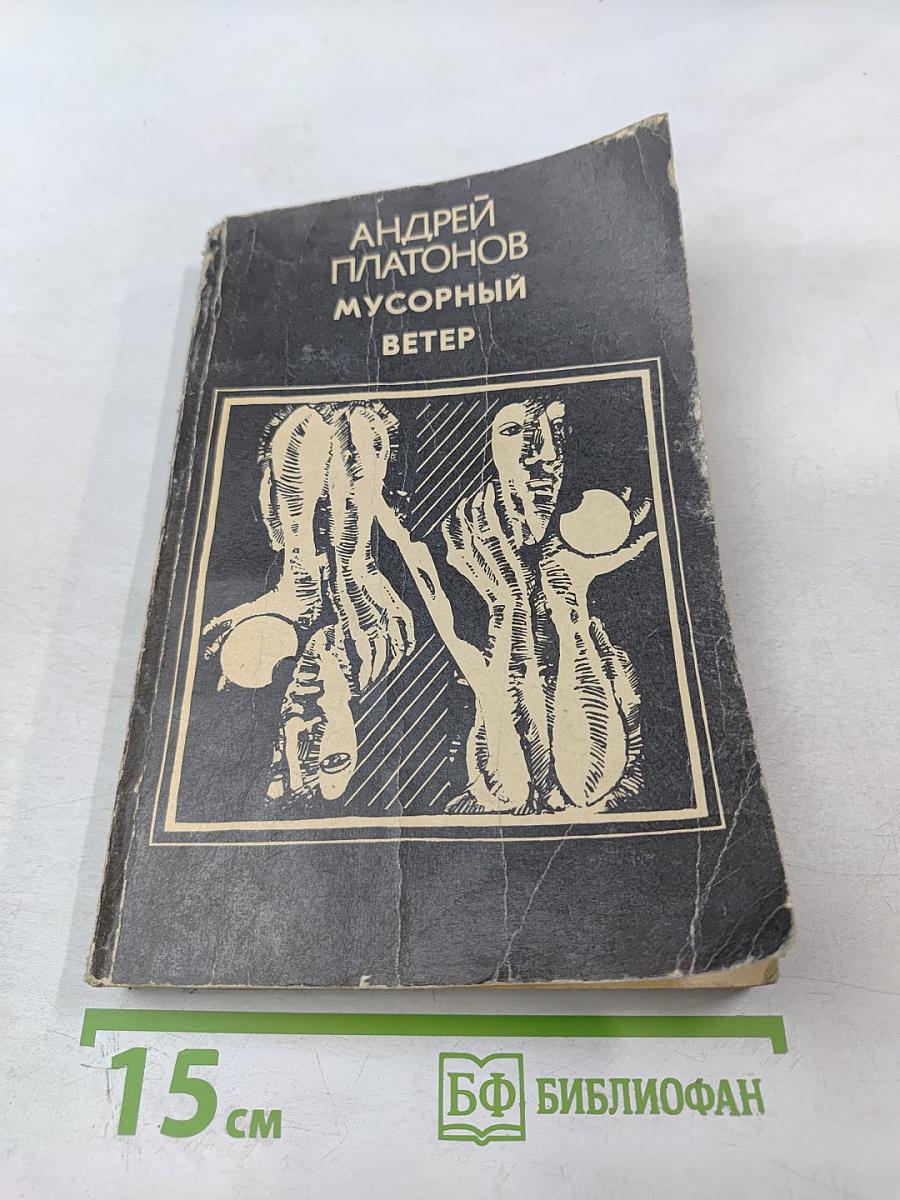 АНДРЕЙ
ПЛАТОНОВ
МУСОРНЫЙ
ВЕТЕР
15 см
БФ БИБЛИОФАН